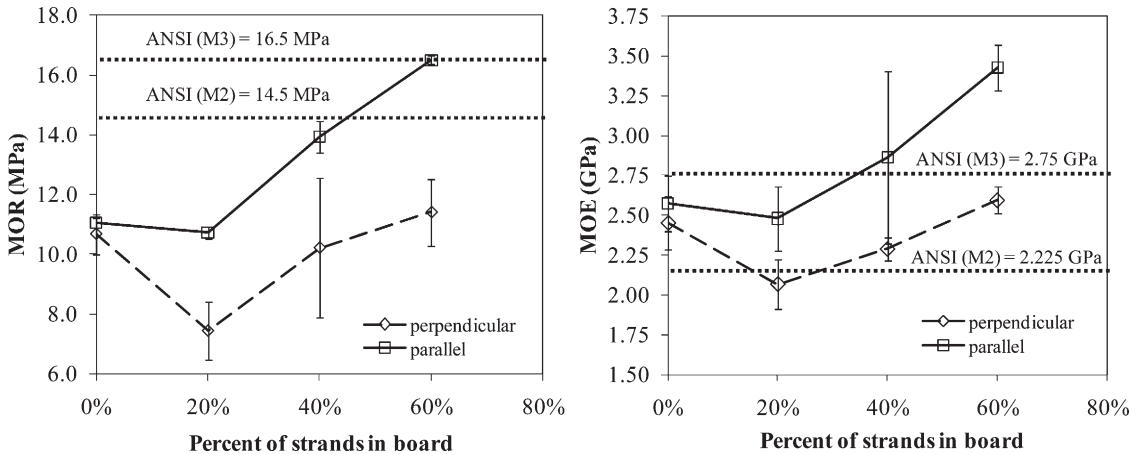 18.0
16.0
14.0
12.0
10.0
8.0
6.0
MOR (MPa)
ANSI (M3) = 16.5 MPa
ANSI (M2) = 14.5 MPa
perpendicular
parallel
0% 20% 40% 60% 80%
Percent of strands in board
3.75
3.50
3.25
3.00
2.75
2.50
2.25
2.00
1.75
1.50
MOE (GPa)
ANSI (M3) = 2.75 GPa
ANSI (M2) = 2.225 GPa
perpendicular
parallel
0% 20% 40% 60% 80%
Percent of strands in board